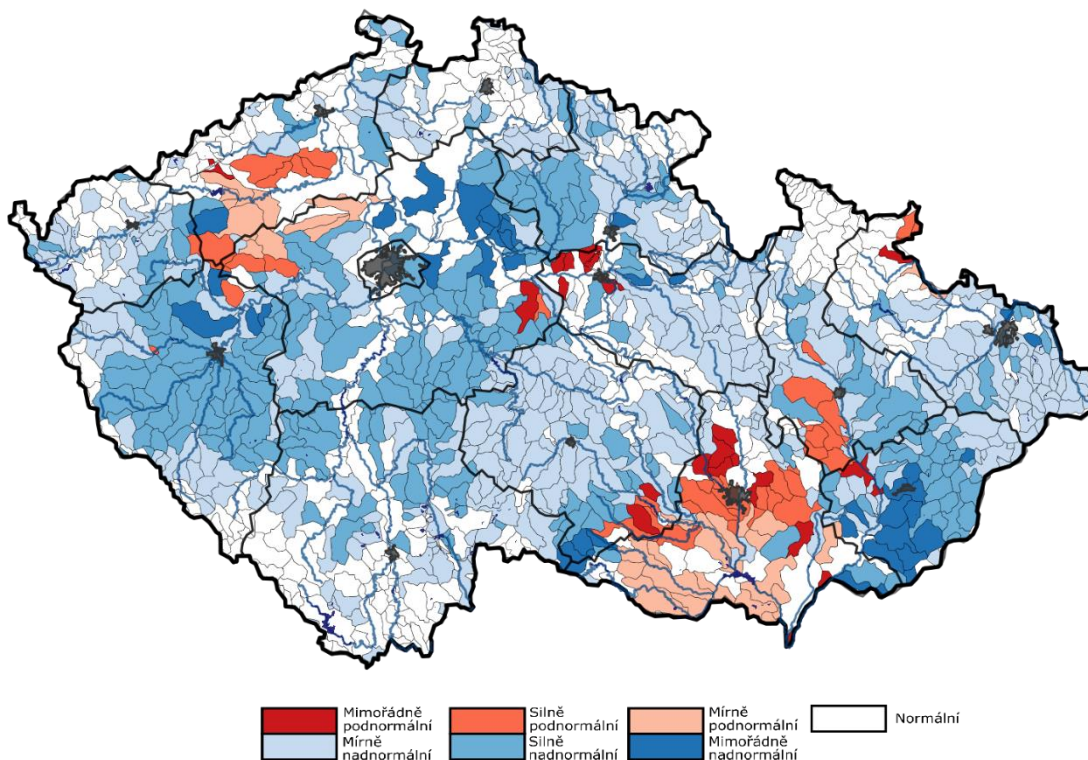 Mimořádně
podnormální
Silně
podnormální
Mírně
podnormální
Normální
Mírně
nadnormální
Silně
nadnormální
Mimořádně
nadnormální